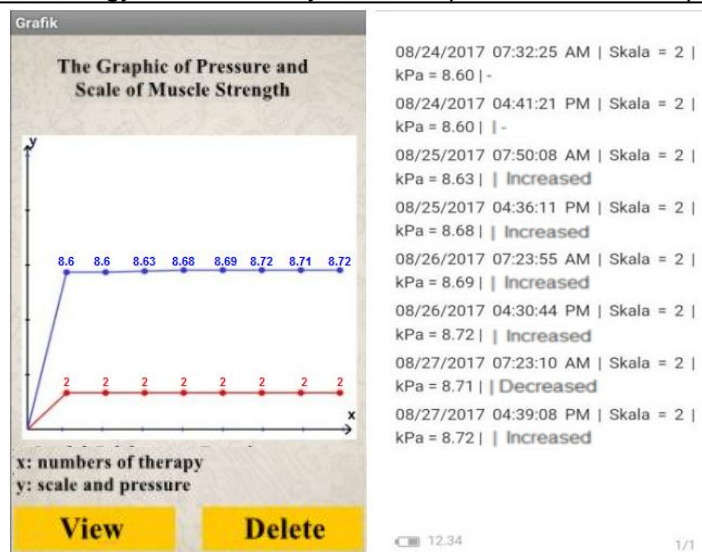 Grafik
The Graphic of Pressure and
Scale of Muscle Strength
y
8.6 8.6 8.63 8.68 8.69 8.72 8.71 8.72
2 2 2 2 2 2 2 2
x
x: numbers of therapy
y: scale and pressure
View Delete
08/24/2017 07:32:25 AM | Skala = 2 |
kPa = 8.60 | -
08/24/2017 04:41:21 PM | Skala = 2 |
kPa = 8.60 | | -
08/25/2017 07:50:08 AM | Skala = 2 |
kPa = 8.63 | | Increased
08/25/2017 04:36:11 PM | Skala = 2 |
kPa = 8.68 | | Increased
08/26/2017 07:23:55 AM | Skala = 2 |
kPa = 8.69 | | Increased
08/26/2017 04:30:44 PM | Skala = 2 |
kPa = 8.72 | | Increased
08/27/2017 07:23:10 AM | Skala = 2 |
kPa = 8.71 | | Decreased
08/27/2017 04:39:08 PM | Skala = 2 |
kPa = 8.72 | | Increased
12.34 1/1